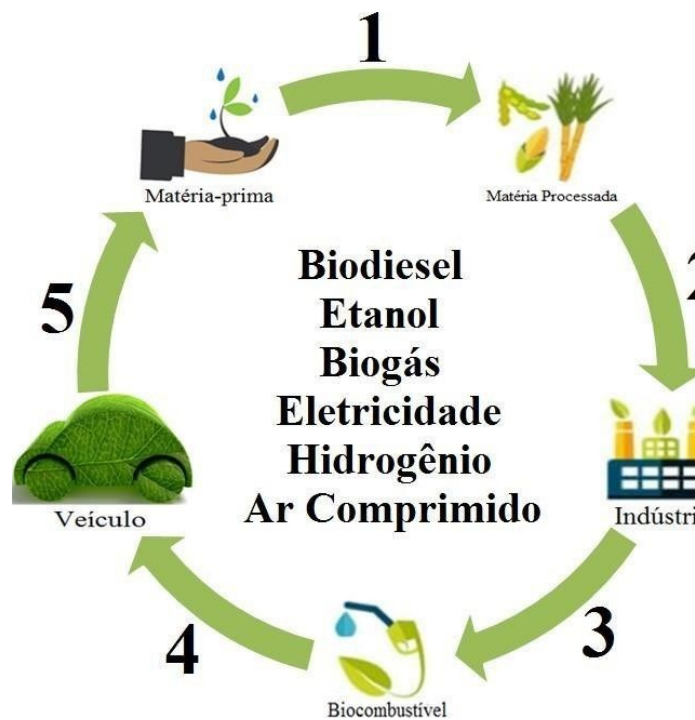 1
Matéria-prima
Matéria Processada
2
5
Biodiesel
Etanol
Biogás
Eletricidade
Hidrogênio
Ar Comprimido
Veículo
Indústri
4
3
Biocombustível